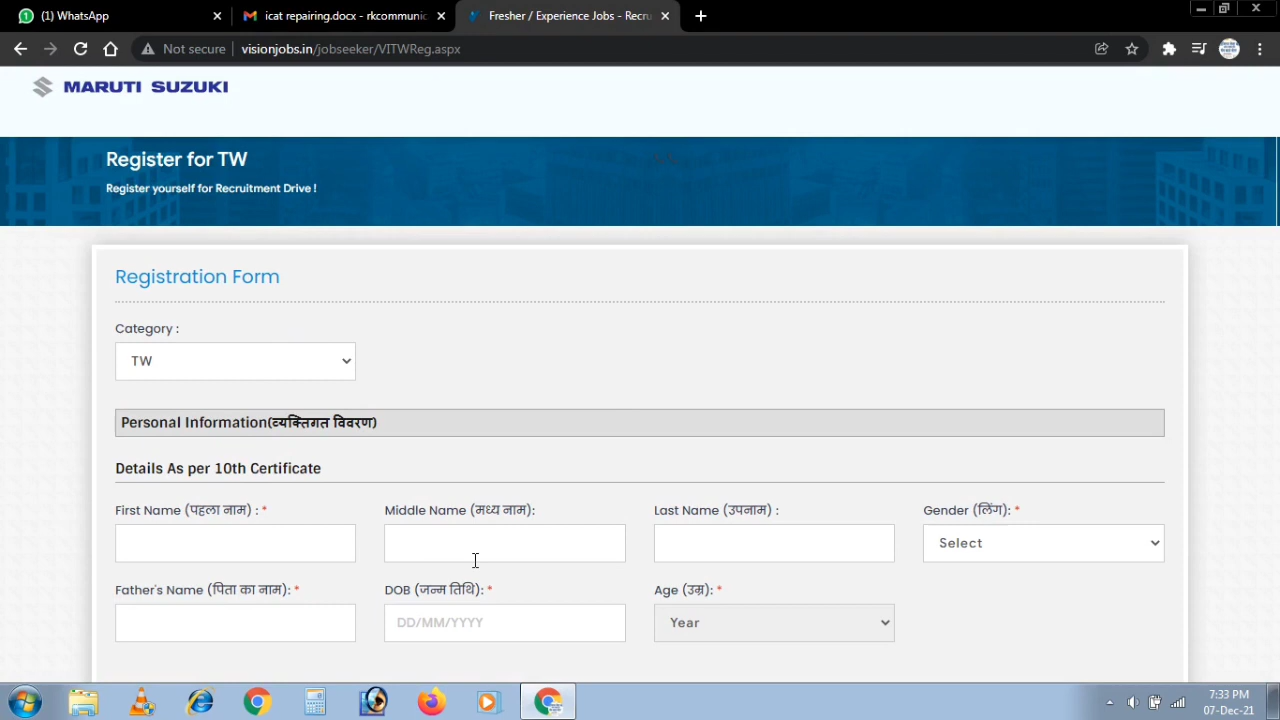 (1) WhatsApp
icat repairing.docx - rkcommunic
Fresher / Experience Jobs - Recru
Not secure
visionjobs.in/jobseeker/VITWReg.aspx
MARUTI SUZUKI
Register for TW
Register yourself for Recruitment Drive !
Registration Form
Category :
TW
Personal Information(व्यक्तिगत विवरण)
Details As per 10th Certificate
First Name (पहला नाम) : *
Middle Name (मध्य नाम):
Last Name (उपनाम) :
Gender (लिंग): *
Select
Father's Name (पिता का नाम): *
DOB (जन्म तिथि): *
Age (उम्र): *
DD/MM/YYYY
Year
7:33 PM
07-Dec-21